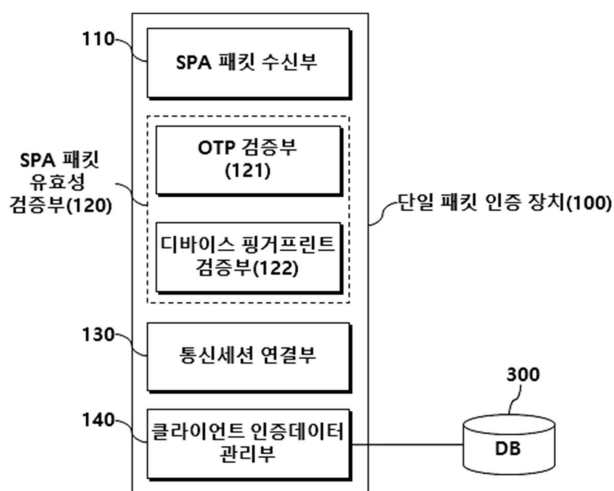 110
SPA 패킷 수신부
SPA 패킷
유효성
검증부(120)
OTP 검증부
(121)
디바이스 핑거프린트
검증부(122)
단일 패킷 인증 장치(100)
130
통신세션 연결부
140
클라이언트 인증데이터
관리부
300
DB